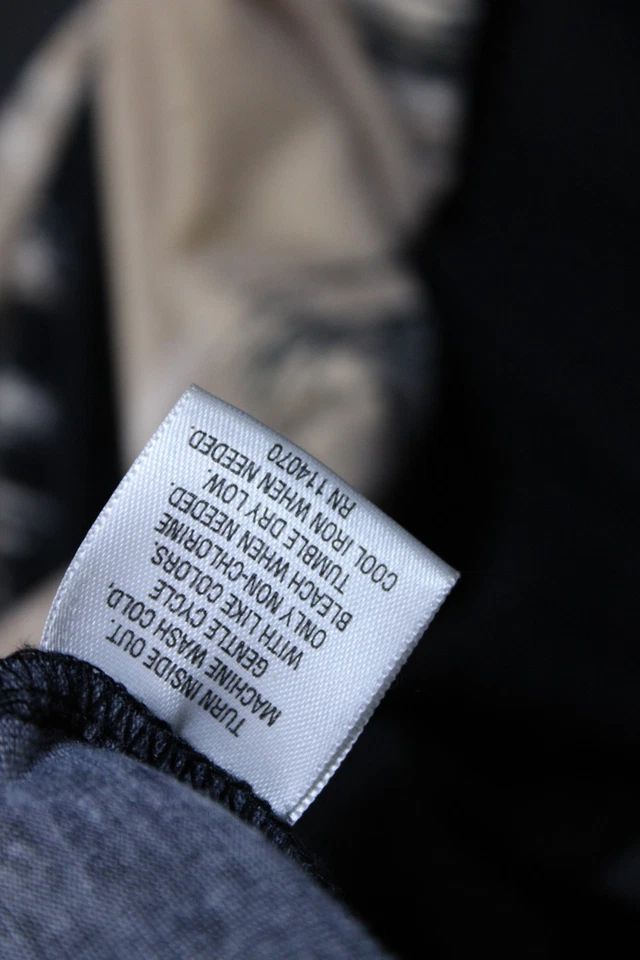 TURN INSIDE OUT.
MACHINE WASH COLD,
GENTLE CYCLE
WITH LIKE COLORS.
ONLY NON-CHLORINE
BLEACH WHEN NEEDED.
TUMBLE DRY LOW.
COOL IRON WHEN NEEDED.
RN 114070